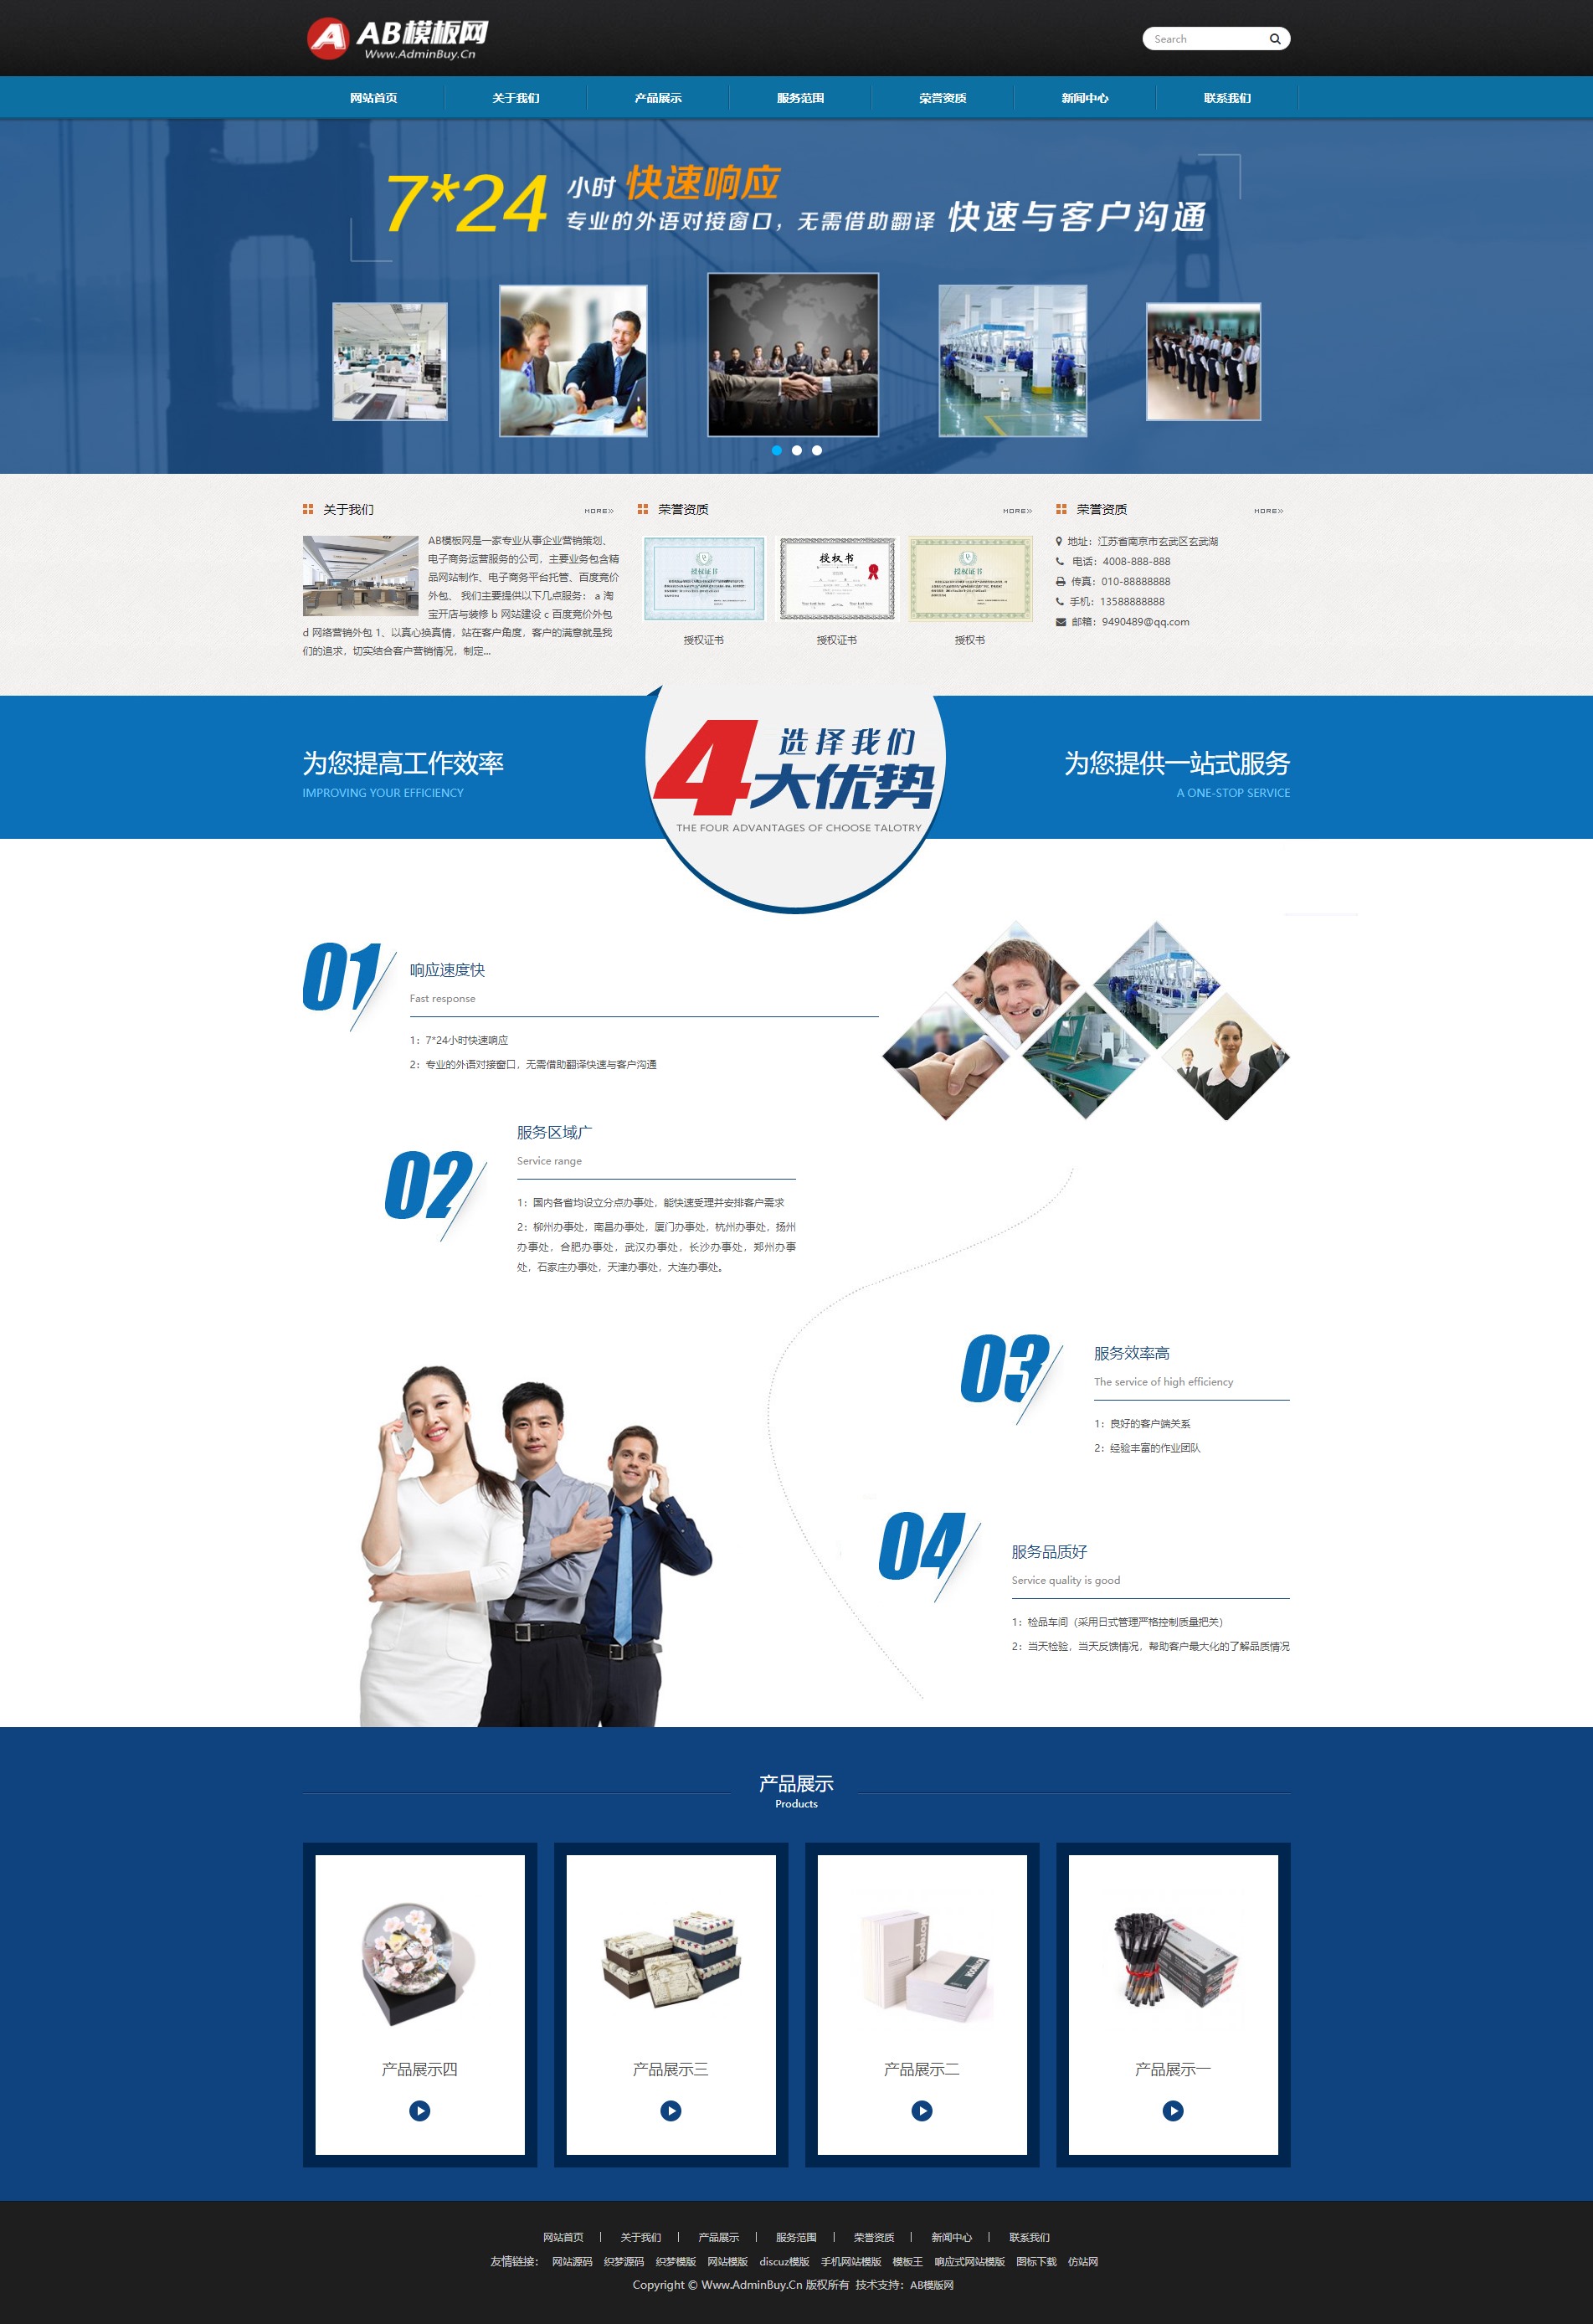 AB模板网
Www.AdminBuy.Cn
Search
网站首页 关于我们 产品展示 服务范围 荣誉资质 新闻中心 联系我们
7*24 小时 快速响应
专业的外语对接窗口，无需借助翻译 快速与客户沟通
关于我们 MORE»
AB模板网是一家专业从事企业营销策划、
电子商务运营服务的公司，主要业务包含精
品网站制作、电子商务平台托管、百度竞价
外包、 我们主要提供以下几点服务： a 淘
宝开店与装修 b 网站建设 c 百度竞价外包
d 网络营销外包 1、以真心换真情，站在客户角度，客户的满意就是我
们的追求，切实结合客户营销情况，制定...
荣誉资质 MORE»
授权证书
授权书
授权证书
授权证书 授权证书 授权书
荣誉资质 MORE»
地址：江苏省南京市玄武区玄武湖
电话：4008-888-888
传真：010-88888888
手机：13588888888
邮箱：9490489@qq.com
为您提高工作效率
IMPROVING YOUR EFFICIENCY
选择我们
4大优势
THE FOUR ADVANTAGES OF CHOOSE TALOTRY
为您提供一站式服务
A ONE-STOP SERVICE
01
响应速度快
Fast response
1：7*24小时快速响应
2：专业的外语对接窗口，无需借助翻译快速与客户沟通
02
服务区域广
Service range
1：国内各省均设立分点办事处，能快速受理并安排客户需求
2：柳州办事处，南昌办事处，厦门办事处，杭州办事处，扬州
办事处，合肥办事处，武汉办事处，长沙办事处，郑州办事
处，石家庄办事处，天津办事处，大连办事处。
03
服务效率高
The service of high efficiency
1：良好的客户端关系
2：经验丰富的作业团队
04
服务品质好
Service quality is good
1：检品车间（采用日式管理严格控制质量把关）
2：当天检验，当天反馈情况，帮助客户最大化的了解品质情况
产品展示
Products
产品展示四 产品展示三 产品展示二 产品展示一
网站首页 | 关于我们 | 产品展示 | 服务范围 | 荣誉资质 | 新闻中心 | 联系我们
友情链接： 网站源码 织梦源码 织梦模版 网站模版 discuz模版 手机网站模版 模板王 响应式网站模版 图标下载 仿站网
Copyright © Www.AdminBuy.Cn 版权所有 技术支持：AB模版网